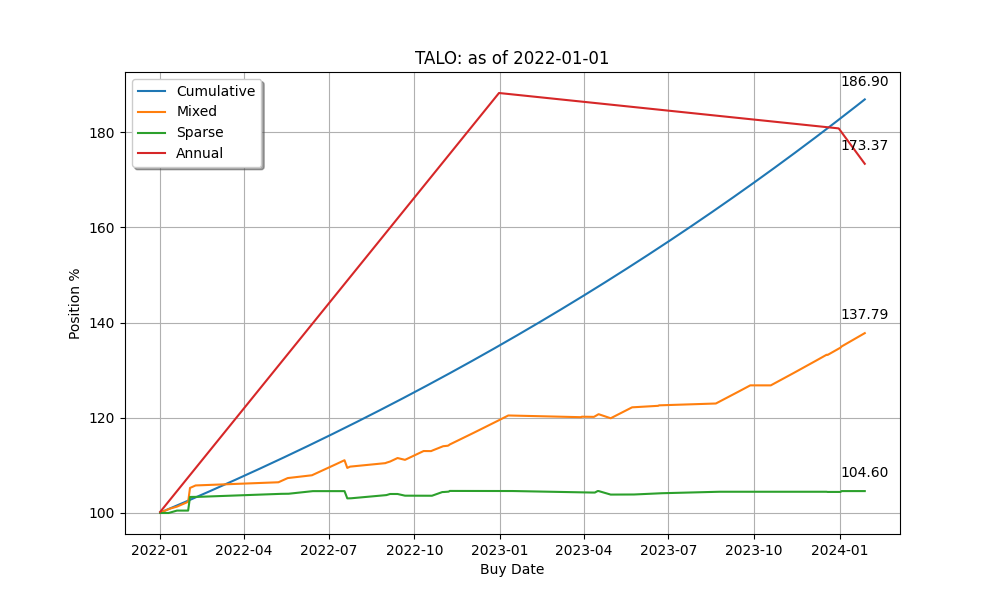 TALO: as of 2022-01-01
Cumulative
Mixed
Sparse
Annual
186.90
173.37
137.79
104.60
180
160
140
120
100
Position %
2022-01 2022-04 2022-07 2022-10 2023-01 2023-04 2023-07 2023-10 2024-01
Buy Date